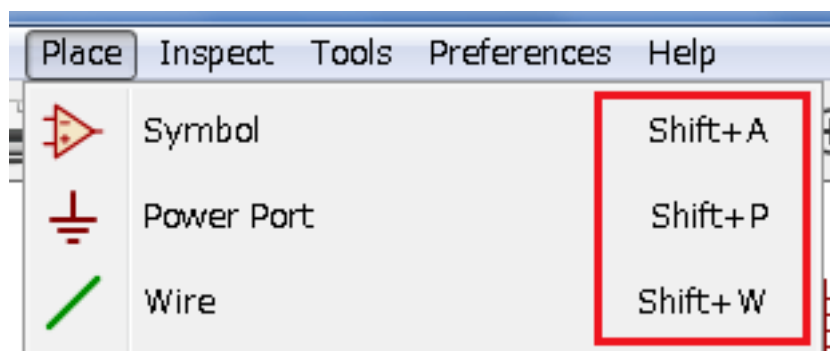 Place Inspect Tools Preferences Help
Symbol Shift+A
Power Port Shift+P
Wire Shift+W